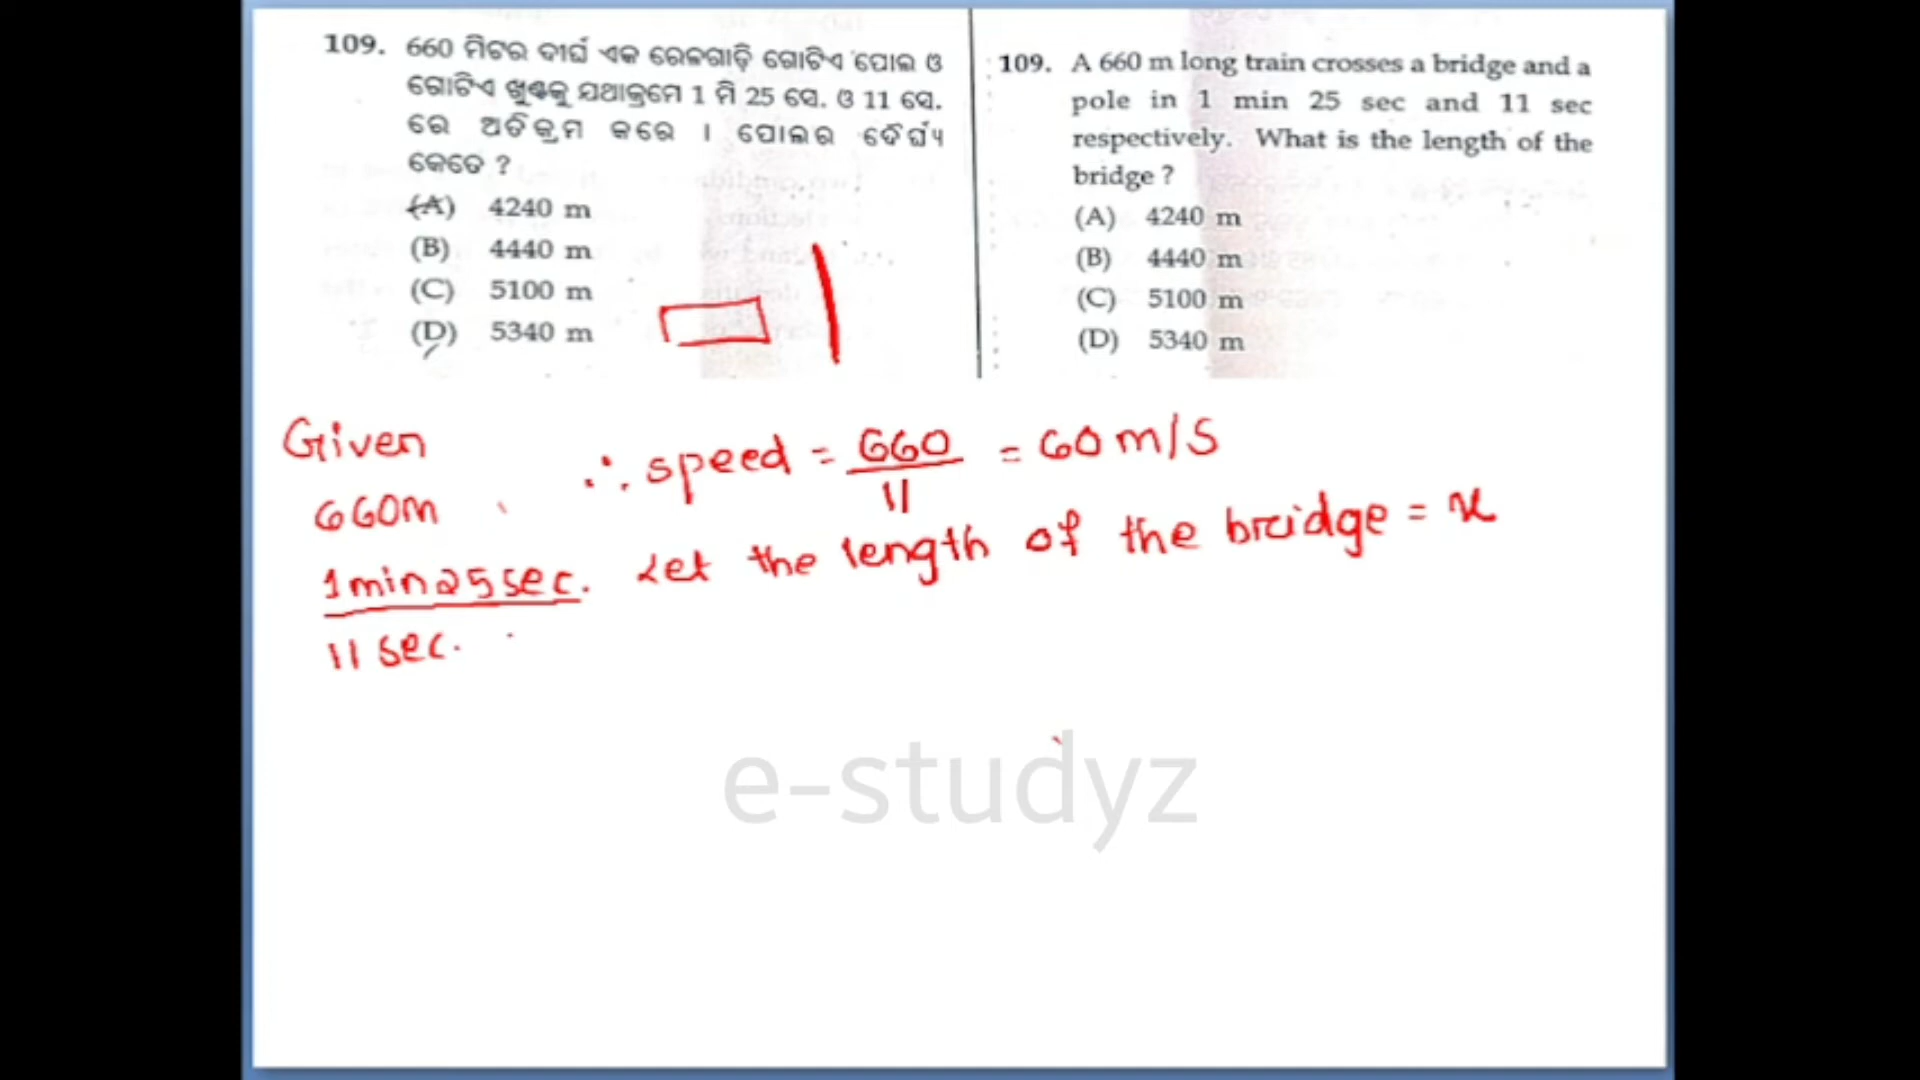 109. 660 ମିଟର ଦୀର୍ଘ ଏକ ରେଳଗାଡ଼ି ଗୋଟିଏ ପୋଲ ଓ
ଗୋଟିଏ ଖୁଣ୍ଟକୁ ଯଥାକ୍ରମେ 1 ମି 25 ସେ. ଓ 11 ସେ.
ରେ ଅତିକ୍ରମ କରେ । ପୋଲର ଦୈର୍ଘ୍ୟ
କେତେ ?
(A) 4240 m
(B) 4440 m
(C) 5100 m
(D) 5340 m
109. A 660 m long train crosses a bridge and a
pole in 1 min 25 sec and 11 sec
respectively. What is the length of the
bridge ?
(A) 4240 m
(B) 4440 m
(C) 5100 m
(D) 5340 m
Given
660m
1min25sec.
11 sec.
∴ speed = 660/11 = 60 m/s
Let the length of the bridge = x
e-studyz